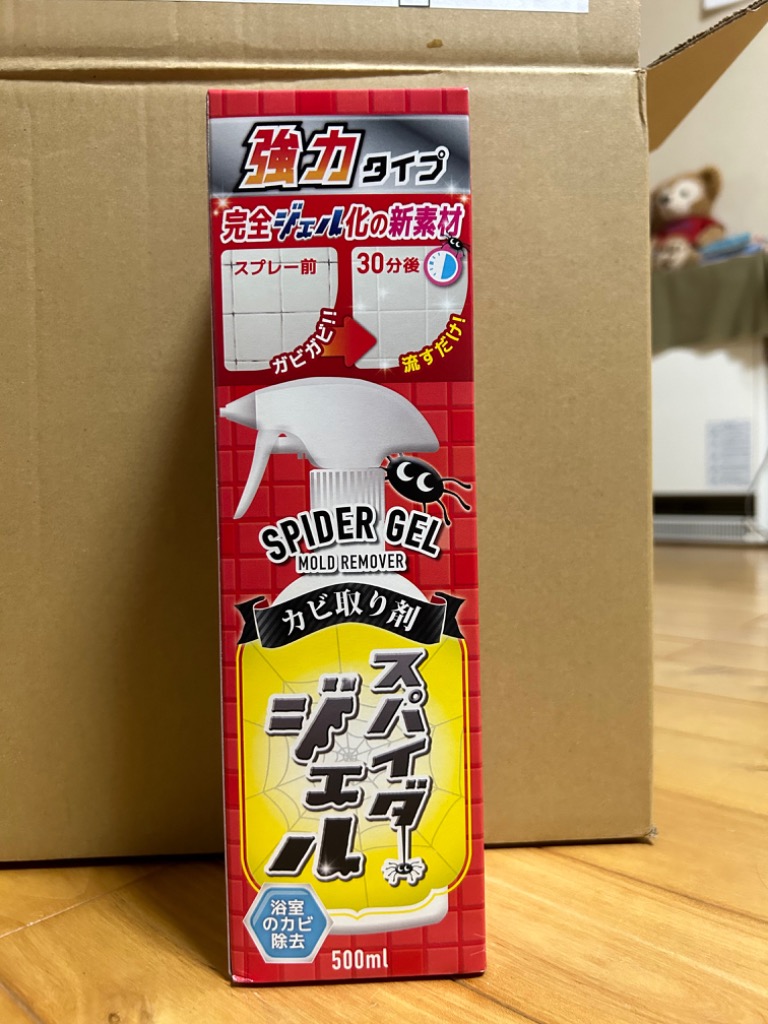 強力タイプ
完全ジェル化の新素材
スプレー前
30分後
ガビガビ!!
流すだけ!
SPIDER GEL
MOLD REMOVER
カビ取り剤
スパイダー
ジェル
浴室
のカビ
除去
500ml